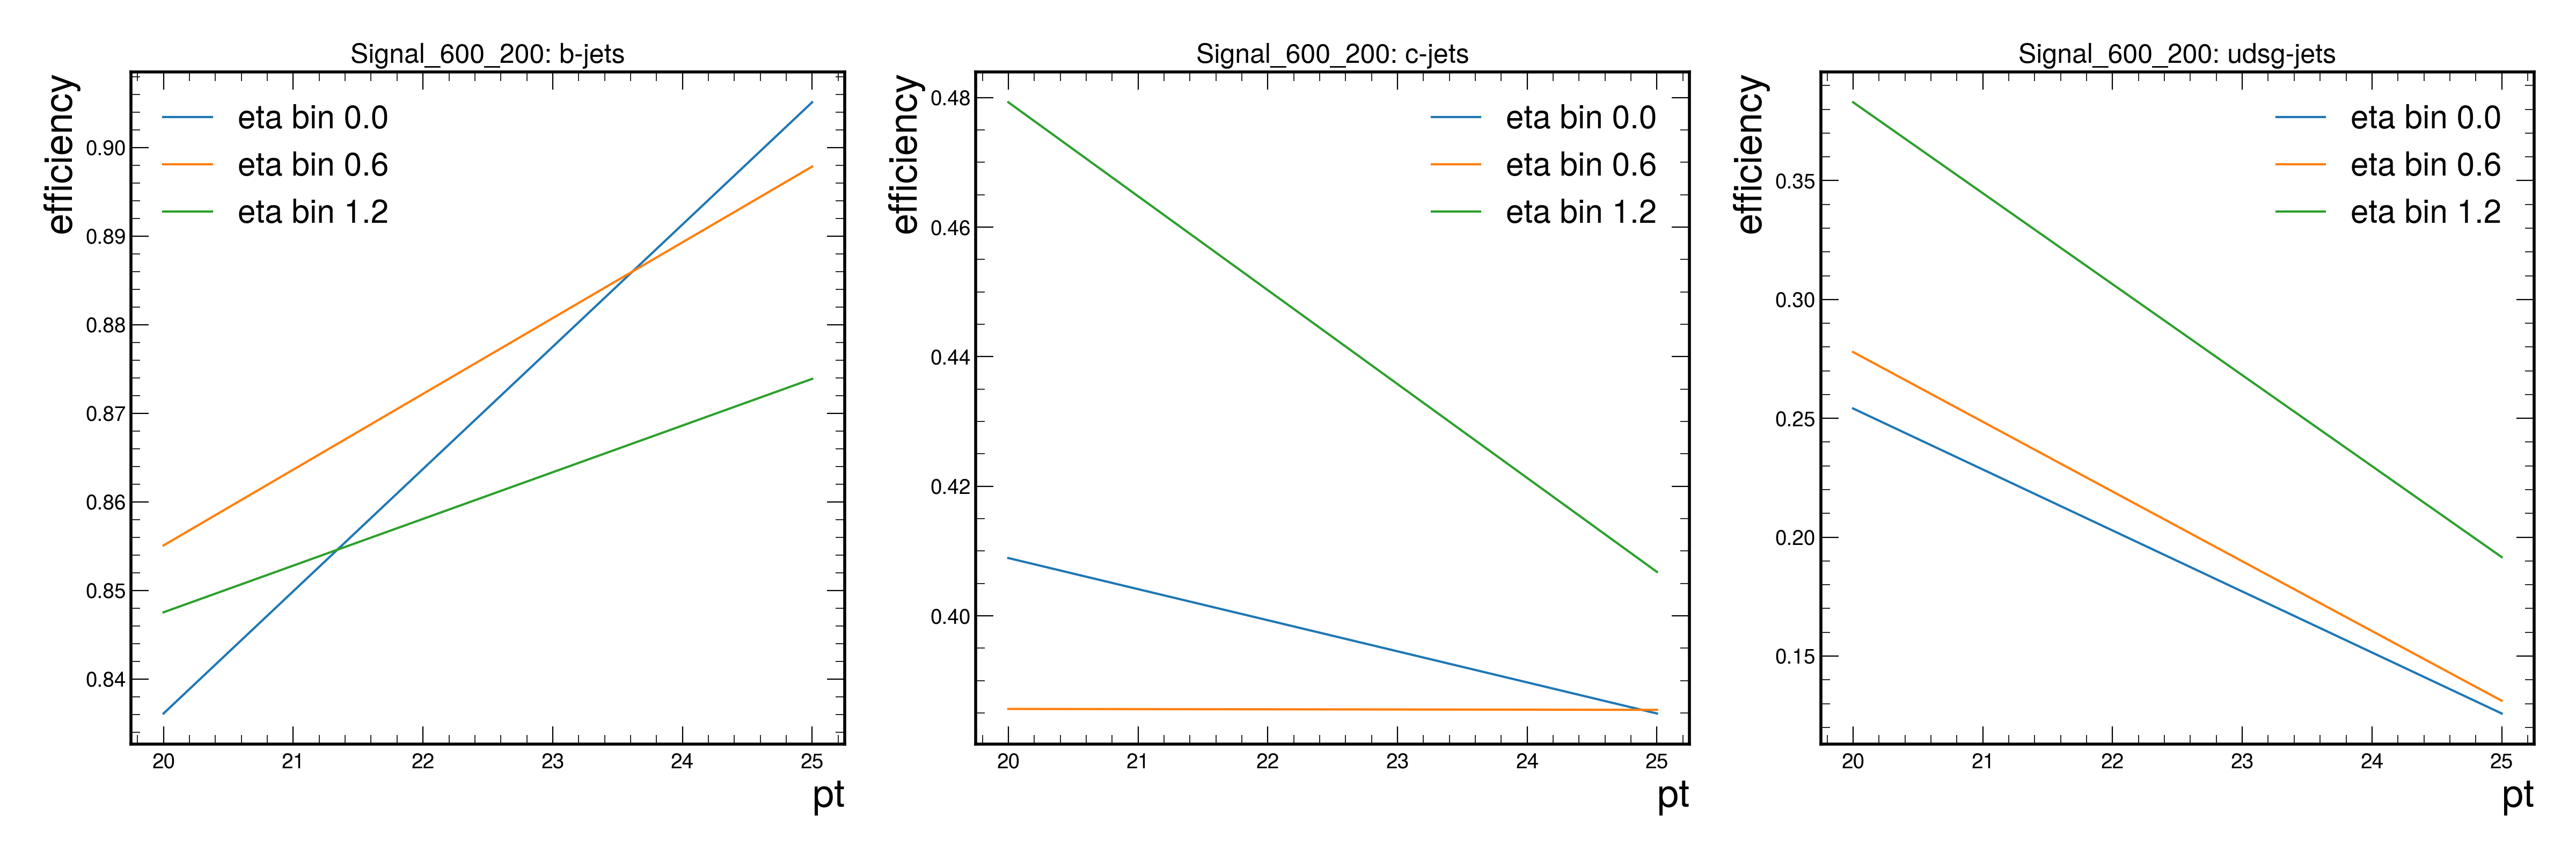 Signal_600_200: b-jets
efficiency
eta bin 0.0
eta bin 0.6
eta bin 1.2
0.90
0.89
0.88
0.87
0.86
0.85
0.84
20 21 22 23 24 25
pt
Signal_600_200: c-jets
efficiency
eta bin 0.0
eta bin 0.6
eta bin 1.2
0.48
0.46
0.44
0.42
0.40
20 21 22 23 24 25
pt
Signal_600_200: udsg-jets
efficiency
eta bin 0.0
eta bin 0.6
eta bin 1.2
0.35
0.30
0.25
0.20
0.15
20 21 22 23 24 25
pt